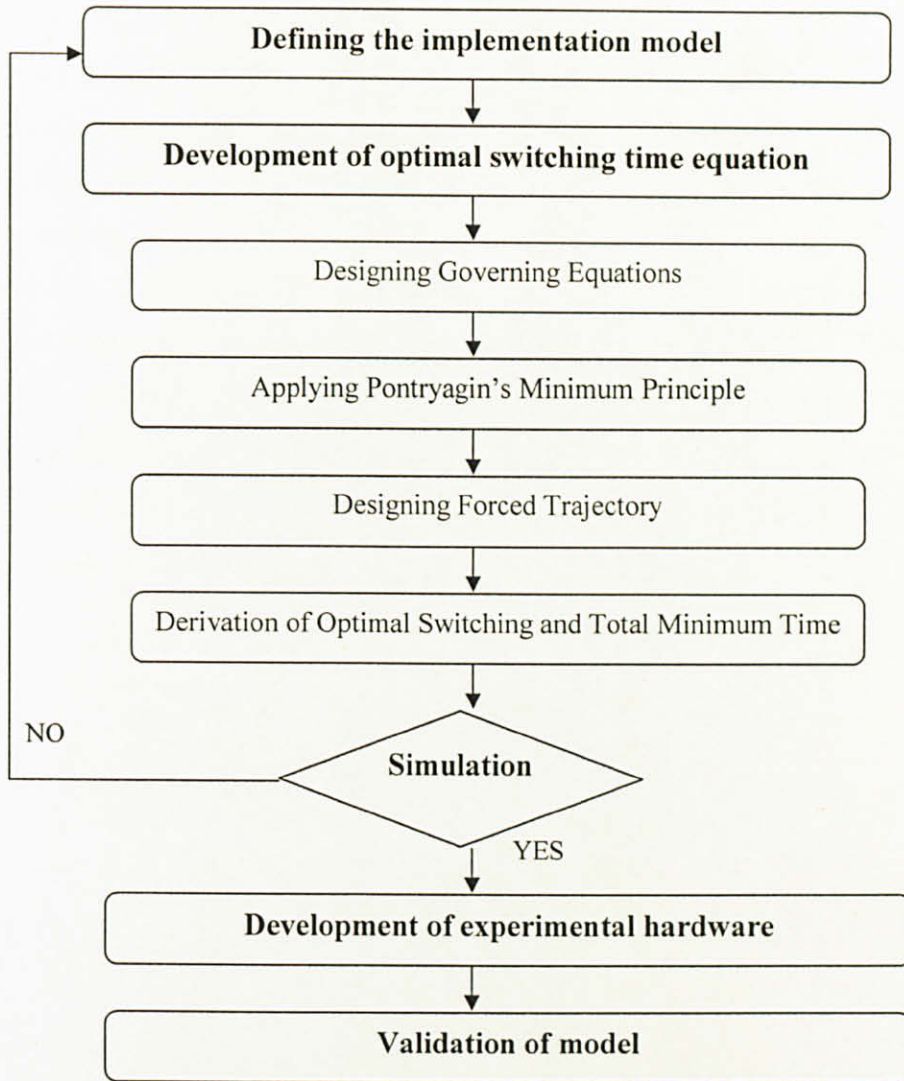 Defining the implementation model
Development of optimal switching time equation
Designing Governing Equations
Applying Pontryagin’s Minimum Principle
Designing Forced Trajectory
Derivation of Optimal Switching and Total Minimum Time
NO
Simulation
YES
Development of experimental hardware
Validation of model